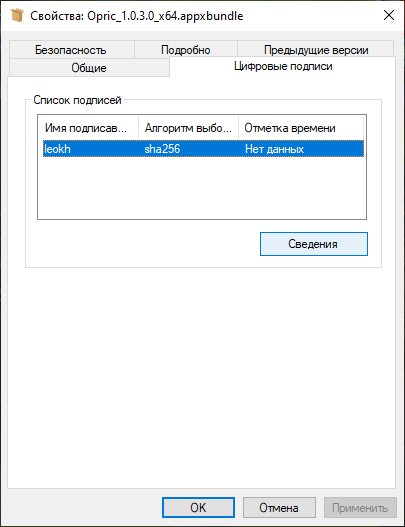 Свойства: Opric_1.0.3.0_x64.appxbundle
Безопасность Подробно Предыдущие версии
Общие Цифровые подписи
Список подписей
Имя подписав... Алгоритм выбо... Отметка времени
leokh sha256 Нет данных
Сведения
OK Отмена Применить